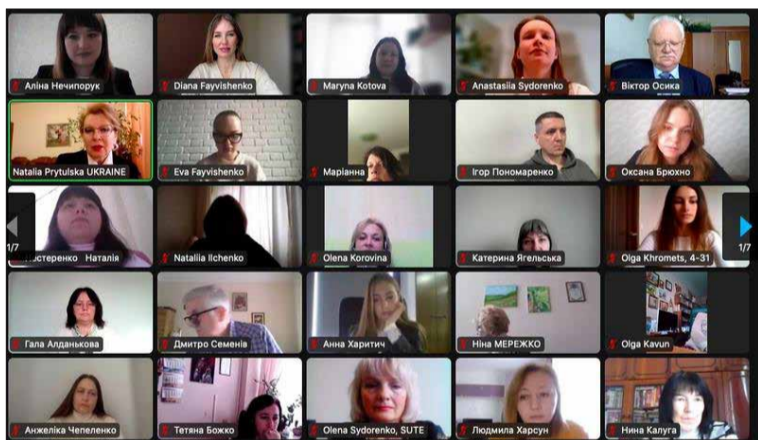 Аліна Нечипорук
Diana Fayvishenko
Maryna Kotova
Anastasiia Sydorenko
Віктор Осика
Natalia Prytulska UKRAINE
Eva Fayvishenko
Маріанна
Ігор Пономаренко
Оксана Брюхно
Наталія
Nataliia Ilchenko
Olena Korovina
Катерина Ягельська
Olga Khromets, 4-31
1/7
1/7
Гала Алданькова
Дмитро Семенів
Анна Харитич
Ніна МЕРЕЖКО
Olga Kavun
Анжеліка Чепеленко
Тетяна Божко
Olena Sydorenko, SUTE
Людмила Харсун
Нина Калуга